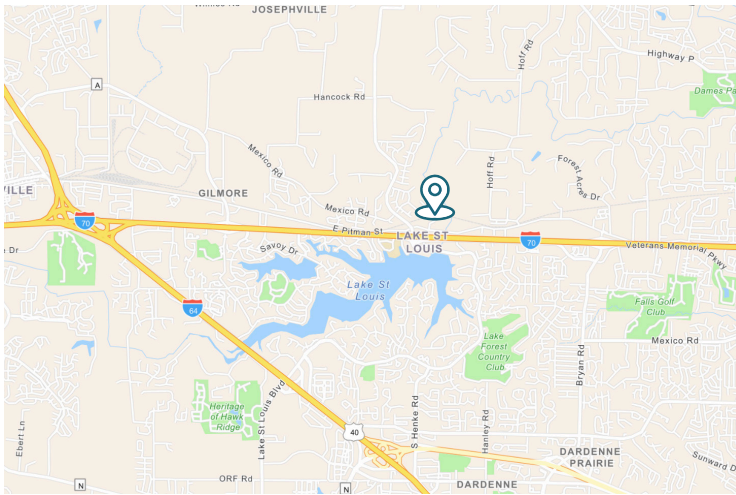 JOSEPHVILLE
Hoff Rd
Highway P
A
Dames Pa
Hancock Rd
Mexico Rd
Hoff Rd
Forest
Acres Dr
VILLE
GILMORE
Mexico Rd
70
E Pitman St
LAKE ST
LOUIS
70
Veterans Memorial Pkwy
e Dr
Savoy Dr
Lake St
Louis
64
Falls Golf
Club
Lake
Forest
Country
Club
Mexico Rd
Bryan Rd
Heritage
of Hawk
Ridge
Lake St Louis Blvd
S Henke Rd
Hanley Rd
Ebert Ln
40
DARDENNE
PRAIRIE
Sunward D
ORF Rd
N
N
DARDENNE